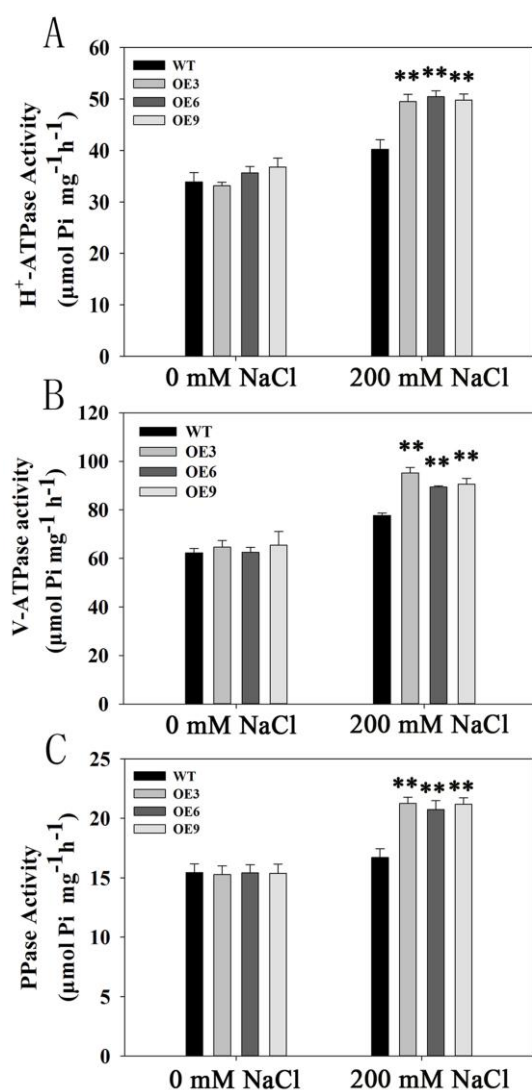 A
60
50
40
30
20
10
0
H⁺-ATPase Activity
(μmol Pi mg⁻¹h⁻¹)
WT
OE3
OE6
OE9
** ** **
0 mM NaCl 200 mM NaCl
B
120
100
80
60
40
20
0
V-ATPase activity
(μmol Pi mg⁻¹ h⁻¹)
WT
OE3
OE6
OE9
** ** **
0 mM NaCl 200 mM NaCl
C
25
20
15
10
5
0
PPase Activity
(μmol Pi mg⁻¹h⁻¹)
WT
OE3
OE6
OE9
** ** **
0 mM NaCl 200 mM NaCl